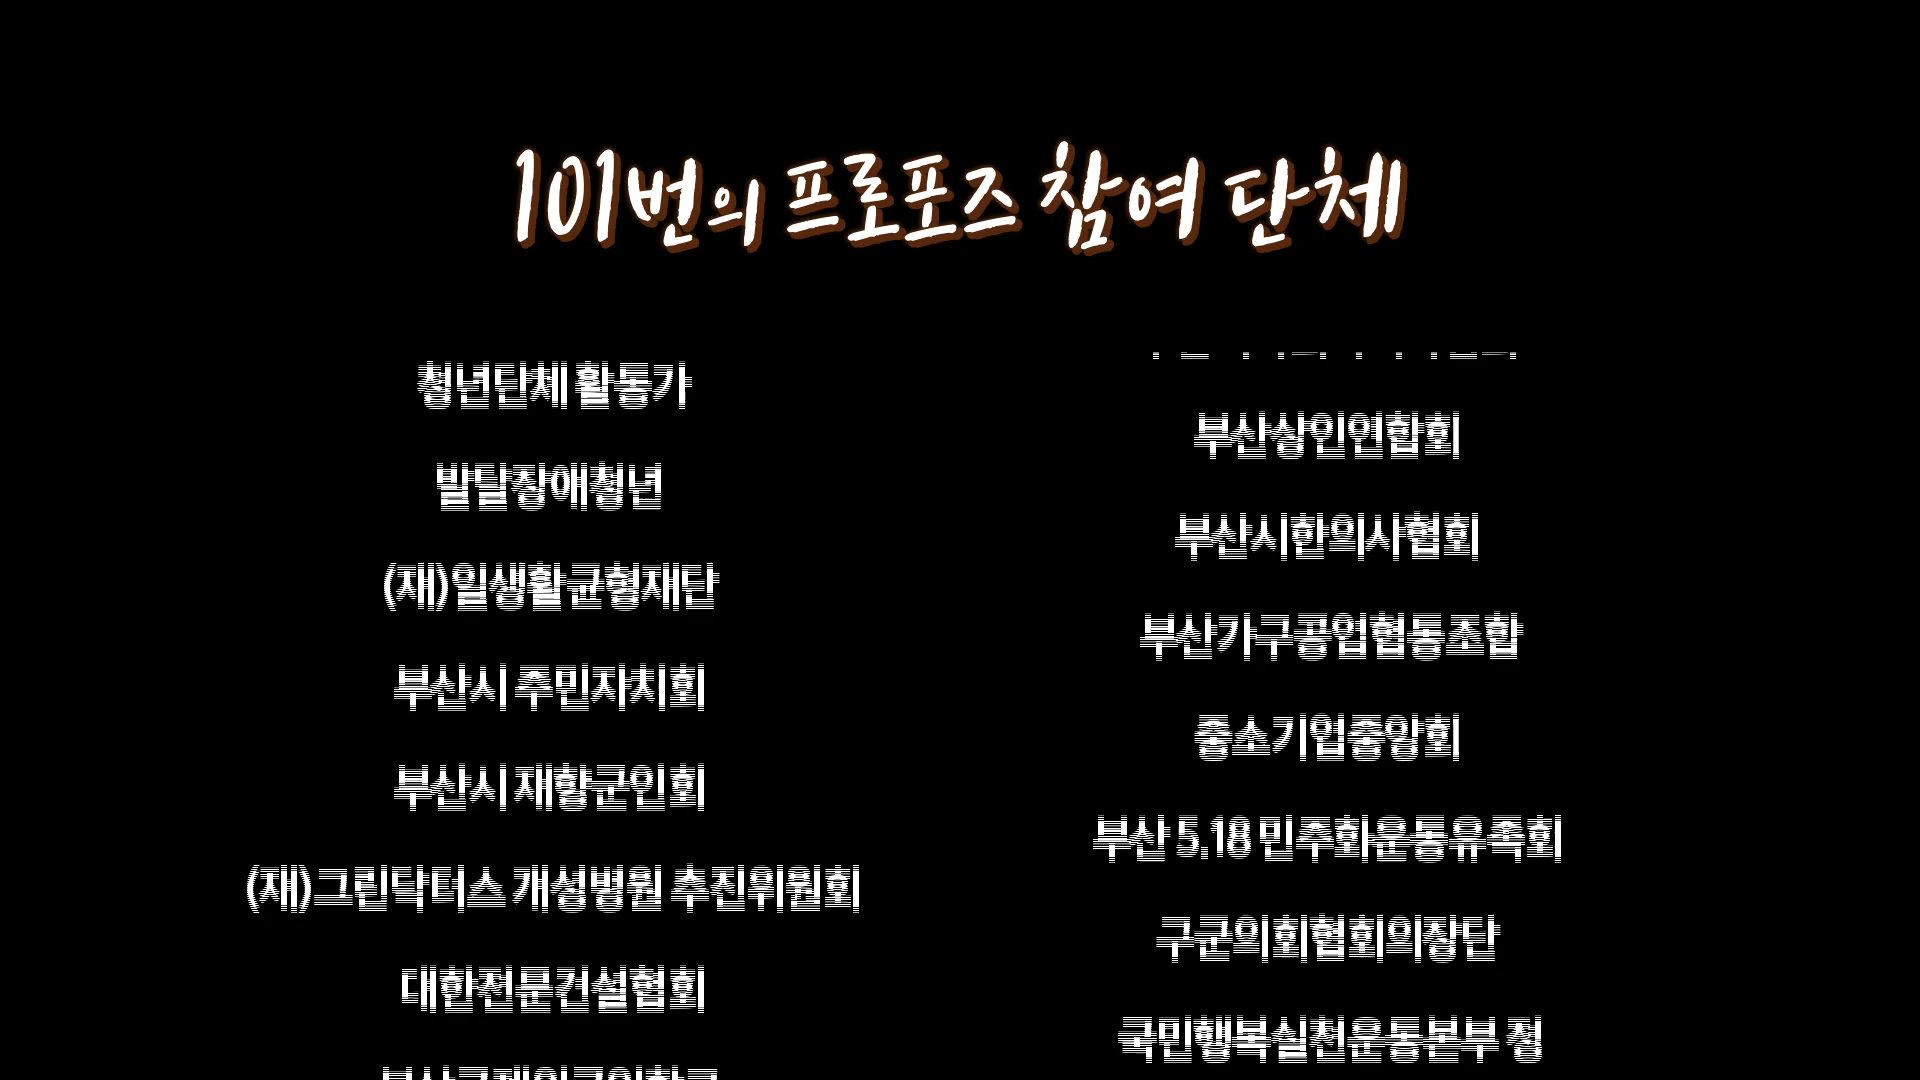 101번의 프로포즈 참여 단체
청년단체 활동가
발달장애청년
(재)일생활균형재단
부산시 주민자치회
부산시 재향군인회
(재)그린닥터스 개성병원 추진위원회
대한전문건설협회
부산상인연합회
부산시한의사협회
부산가구공업협동조합
중소기업중앙회
부산 5.18 민주화운동유족회
구군의회협회의장단
국민행복실천운동본부 정